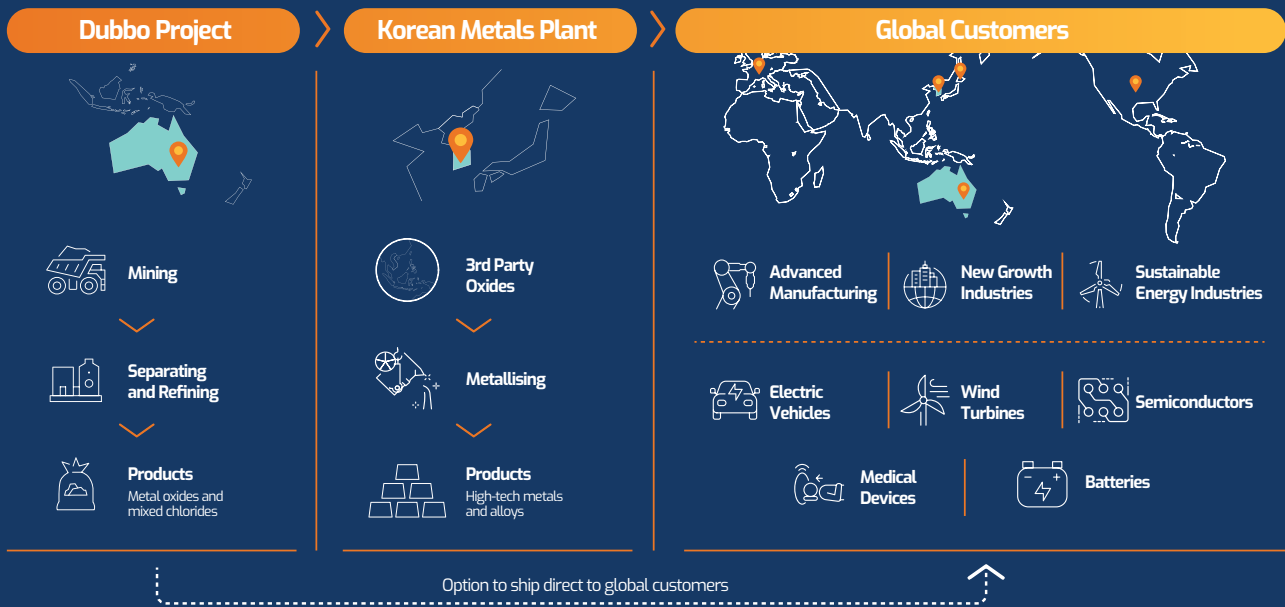 Dubbo Project
Korean Metals Plant
Global Customers
Mining
Separating
and Refining
Products
Metal oxides and
mixed chlorides
3rd Party
Oxides
Metallising
Products
High-tech metals
and alloys
Advanced
Manufacturing
New Growth
Industries
Sustainable
Energy Industries
Electric
Vehicles
Wind
Turbines
Semiconductors
Medical
Devices
Batteries
Option to ship direct to global customers